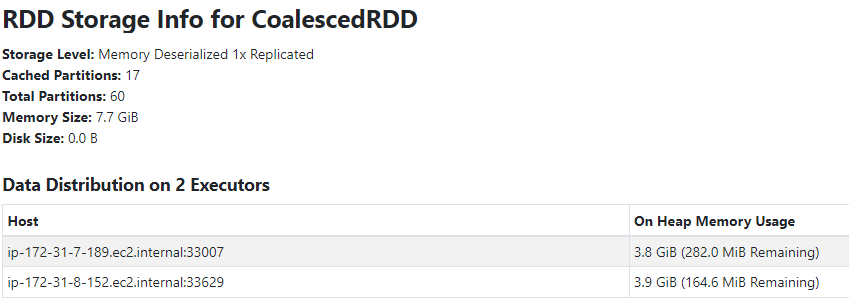 RDD Storage Info for CoalescedRDD
Storage Level: Memory Deserialized 1x Replicated
Cached Partitions: 17
Total Partitions: 60
Memory Size: 7.7 GiB
Disk Size: 0.0 B
Data Distribution on 2 Executors
Host On Heap Memory Usage
ip-172-31-7-189.ec2.internal:33007 3.8 GiB (282.0 MiB Remaining)
ip-172-31-8-152.ec2.internal:33629 3.9 GiB (164.6 MiB Remaining)